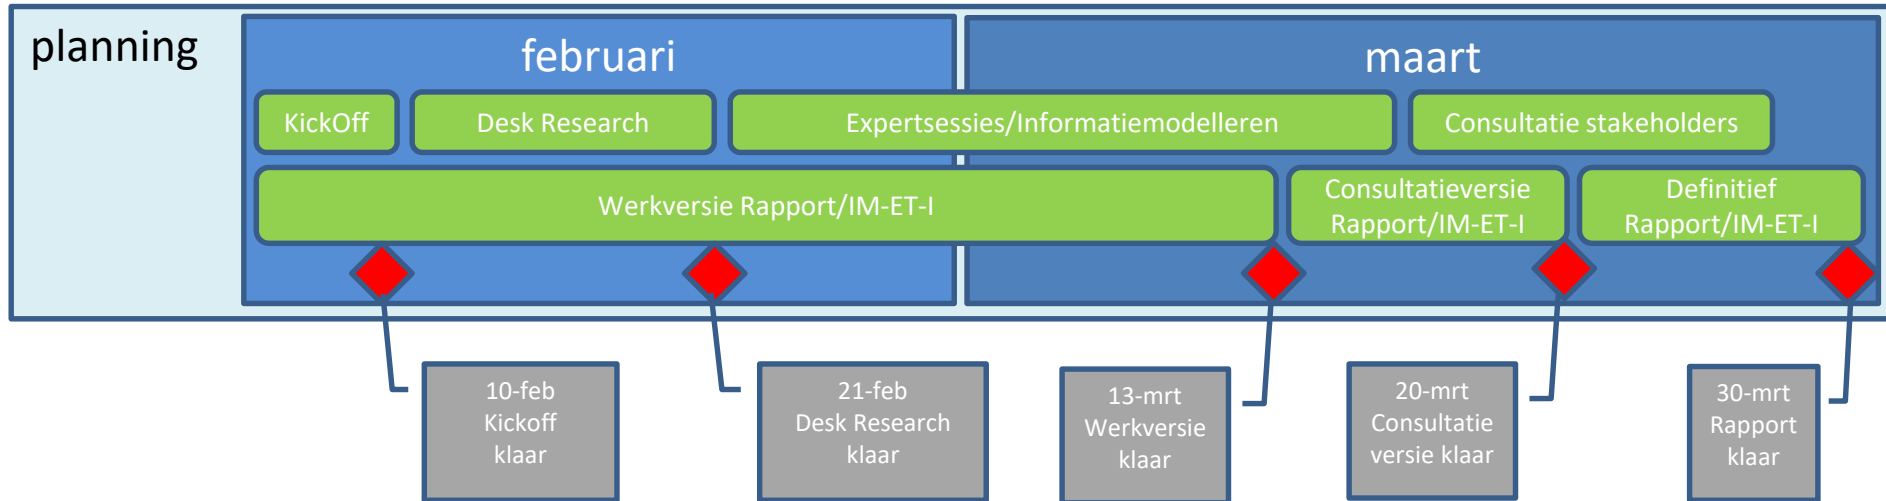 planning
februari
maart
KickOff
Desk Research
Expertsessies/Informatiemodelleren
Consultatie stakeholders
Werkversie Rapport/IM-ET-I
Consultatieversie
Rapport/IM-ET-I
Definitief
Rapport/IM-ET-I
10-feb
Kickoff
klaar
21-feb
Desk Research
klaar
13-mrt
Werkversie
klaar
20-mrt
Consultatie
versie klaar
30-mrt
Rapport
klaar